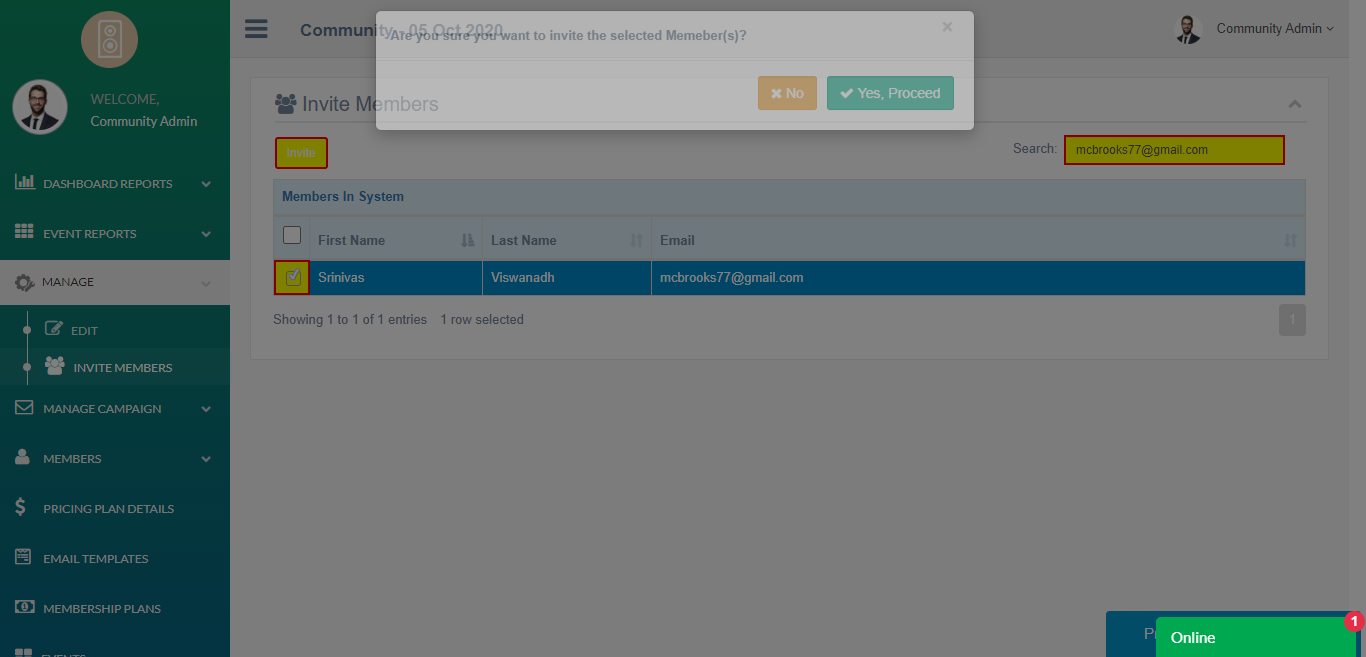 WELCOME,
Community Admin
DASHBOARD REPORTS
EVENT REPORTS
MANAGE
EDIT
INVITE MEMBERS
MANAGE CAMPAIGN
MEMBERS
PRICING PLAN DETAILS
EMAIL TEMPLATES
MEMBERSHIP PLANS
EVENTS
Community - 05 Oct 2020
Community Admin
Are you sure you want to invite the selected Memeber(s)?
×
No
Yes, Proceed
Invite Members
Invite
Search: mcbrooks77@gmail.com
Members In System
First Name Last Name Email
Srinivas Viswanadh mcbrooks77@gmail.com
Showing 1 to 1 of 1 entries 1 row selected
1
Online
1